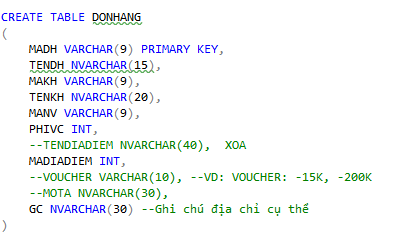 CREATE TABLE DONHANG
(
MADH VARCHAR(9) PRIMARY KEY,
TENDH NVARCHAR(15),
MAKH VARCHAR(9),
TENKH NVARCHAR(20),
MANV VARCHAR(9),
PHIVC INT,
--TENDIADIEM NVARCHAR(40),  XOA
MADIADIEM INT,
--VOUCHER VARCHAR(10), --VD: VOUCHER: -15K, -200K
--MOTA NVARCHAR(30),
GC NVARCHAR(30) --Ghi chú địa chỉ cụ thể
)